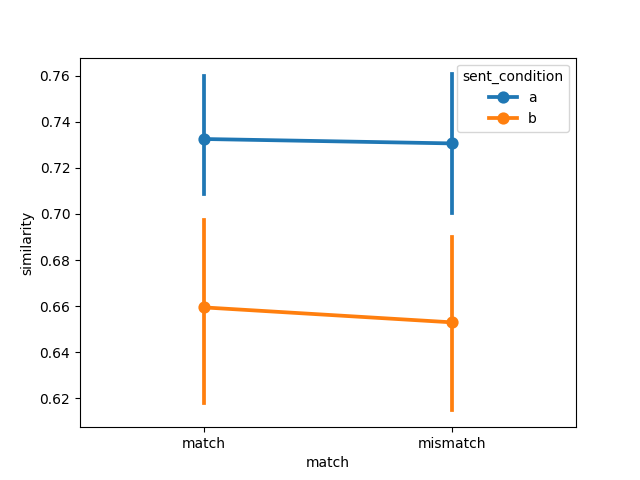 sent_condition
a
b
0.76
0.74
0.72
0.70
0.68
0.66
0.64
0.62
similarity
match mismatch
match